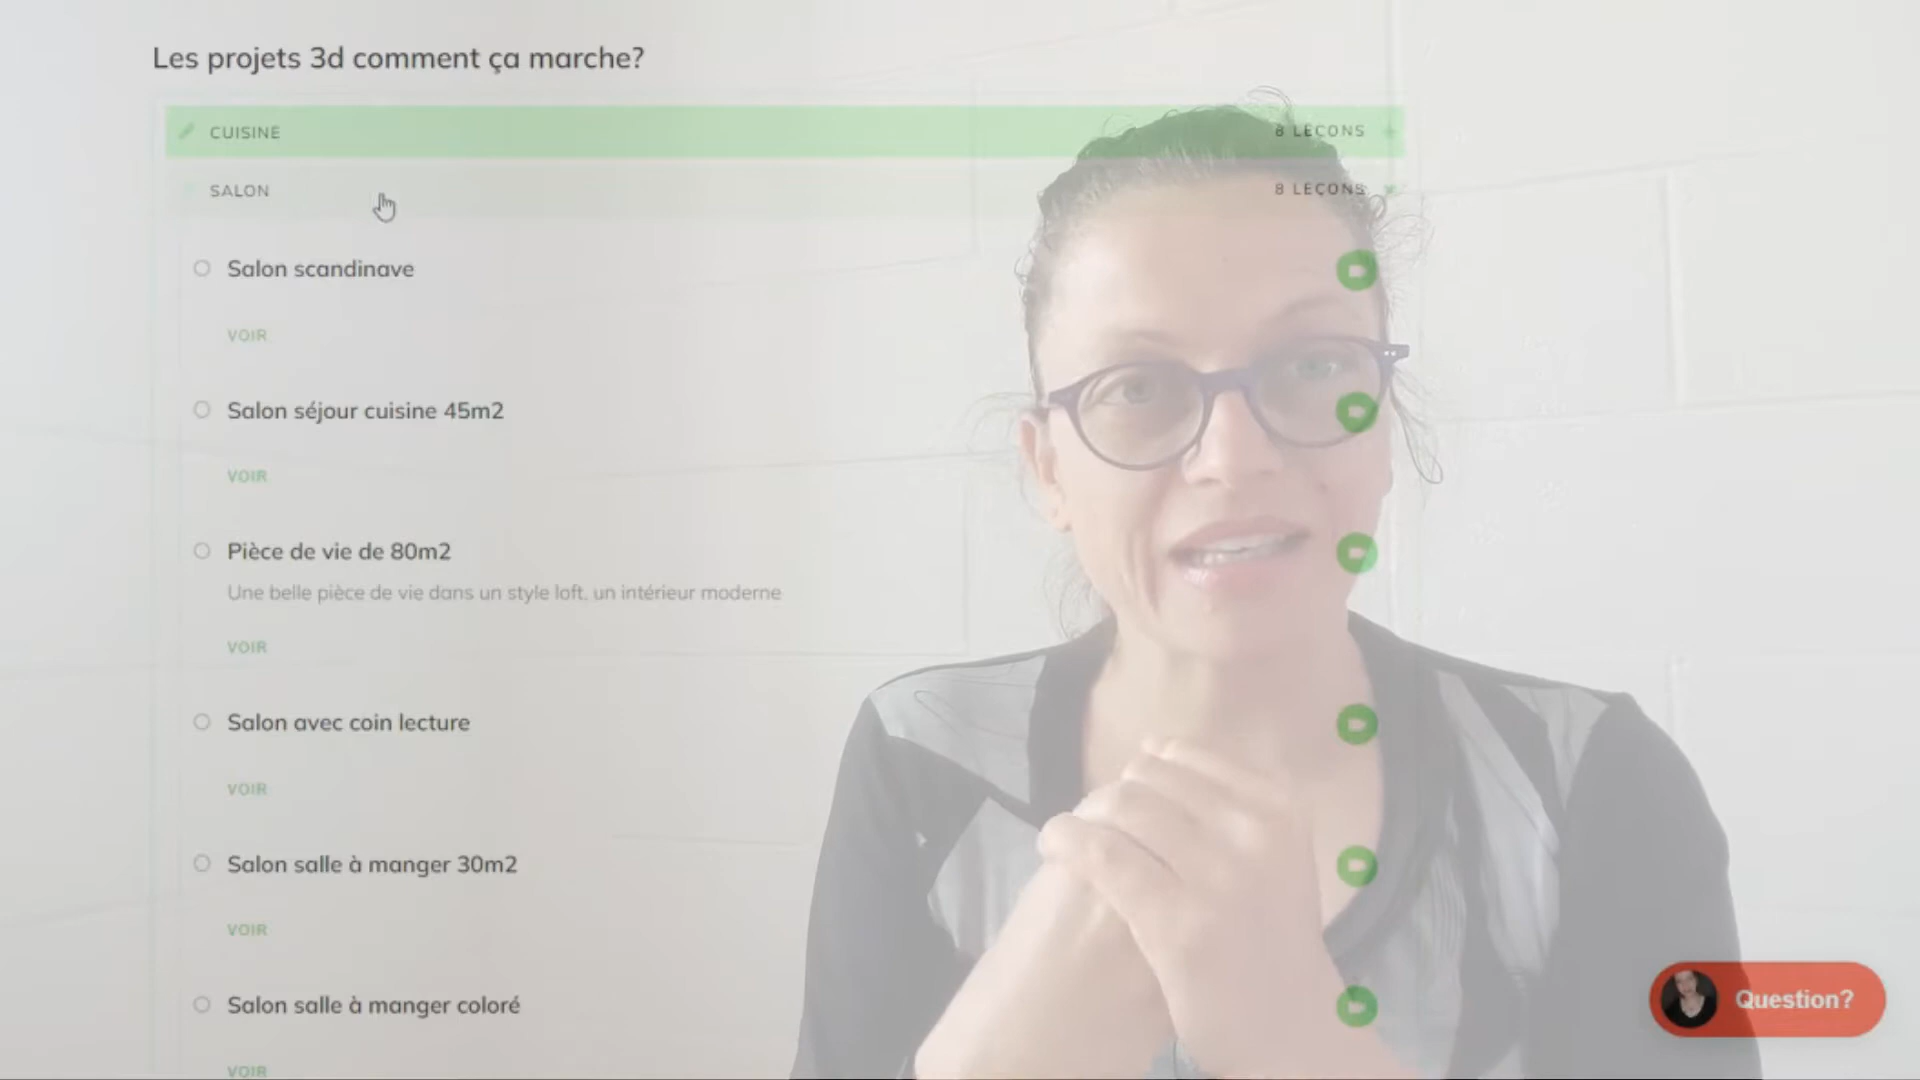 Les projets 3d comment ça marche?
CUISINE 8 LEÇONS
SALON 8 LEÇONS
Salon scandinave
VOIR
Salon séjour cuisine 45m2
VOIR
Pièce de vie de 80m2
Une belle pièce de vie dans un style loft, un intérieur moderne
VOIR
Salon avec coin lecture
VOIR
Salon salle à manger 30m2
VOIR
Salon salle à manger coloré
VOIR
Question?